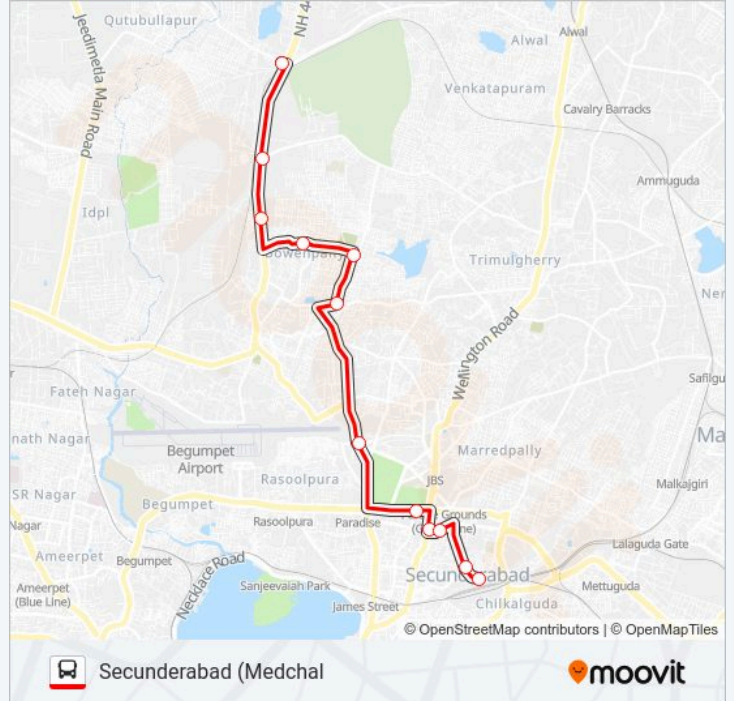 Qutubullapur
NH 44
Alwal
Alwal
Jeedimetla Main Road
Venkatapuram
Cavalry Barracks
Ammuguda
Idpl
Trimulgherry
Wellington Road
Fateh Nagar
Safilgu
nath Nagar
Begumpet
Airport
Marredpally
Ma
SR Nagar
Rasoolpura
JBS
Malkajgiri
Begumpet
Nagar
Rasoolpura
Paradise
Grounds
Lalaguda Gate
Ameerpet
Begumpet
Necklace Road
Secunderabad
Ameerpet
(Blue Line)
Sanjeevaiah Park
Mettuguda
James Street
Chilkalguda
© OpenStreetMap contributors | © OpenMapTiles
Secunderabad (Medchal
moovit